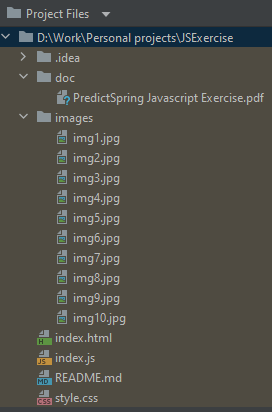 Project Files
D:\Work\Personal projects\JSExercise
.idea
doc
PredictSpring Javascript Exercise.pdf
images
img1.jpg
img2.jpg
img3.jpg
img4.jpg
img5.jpg
img6.jpg
img7.jpg
img8.jpg
img9.jpg
img10.jpg
index.html
index.js
README.md
style.css